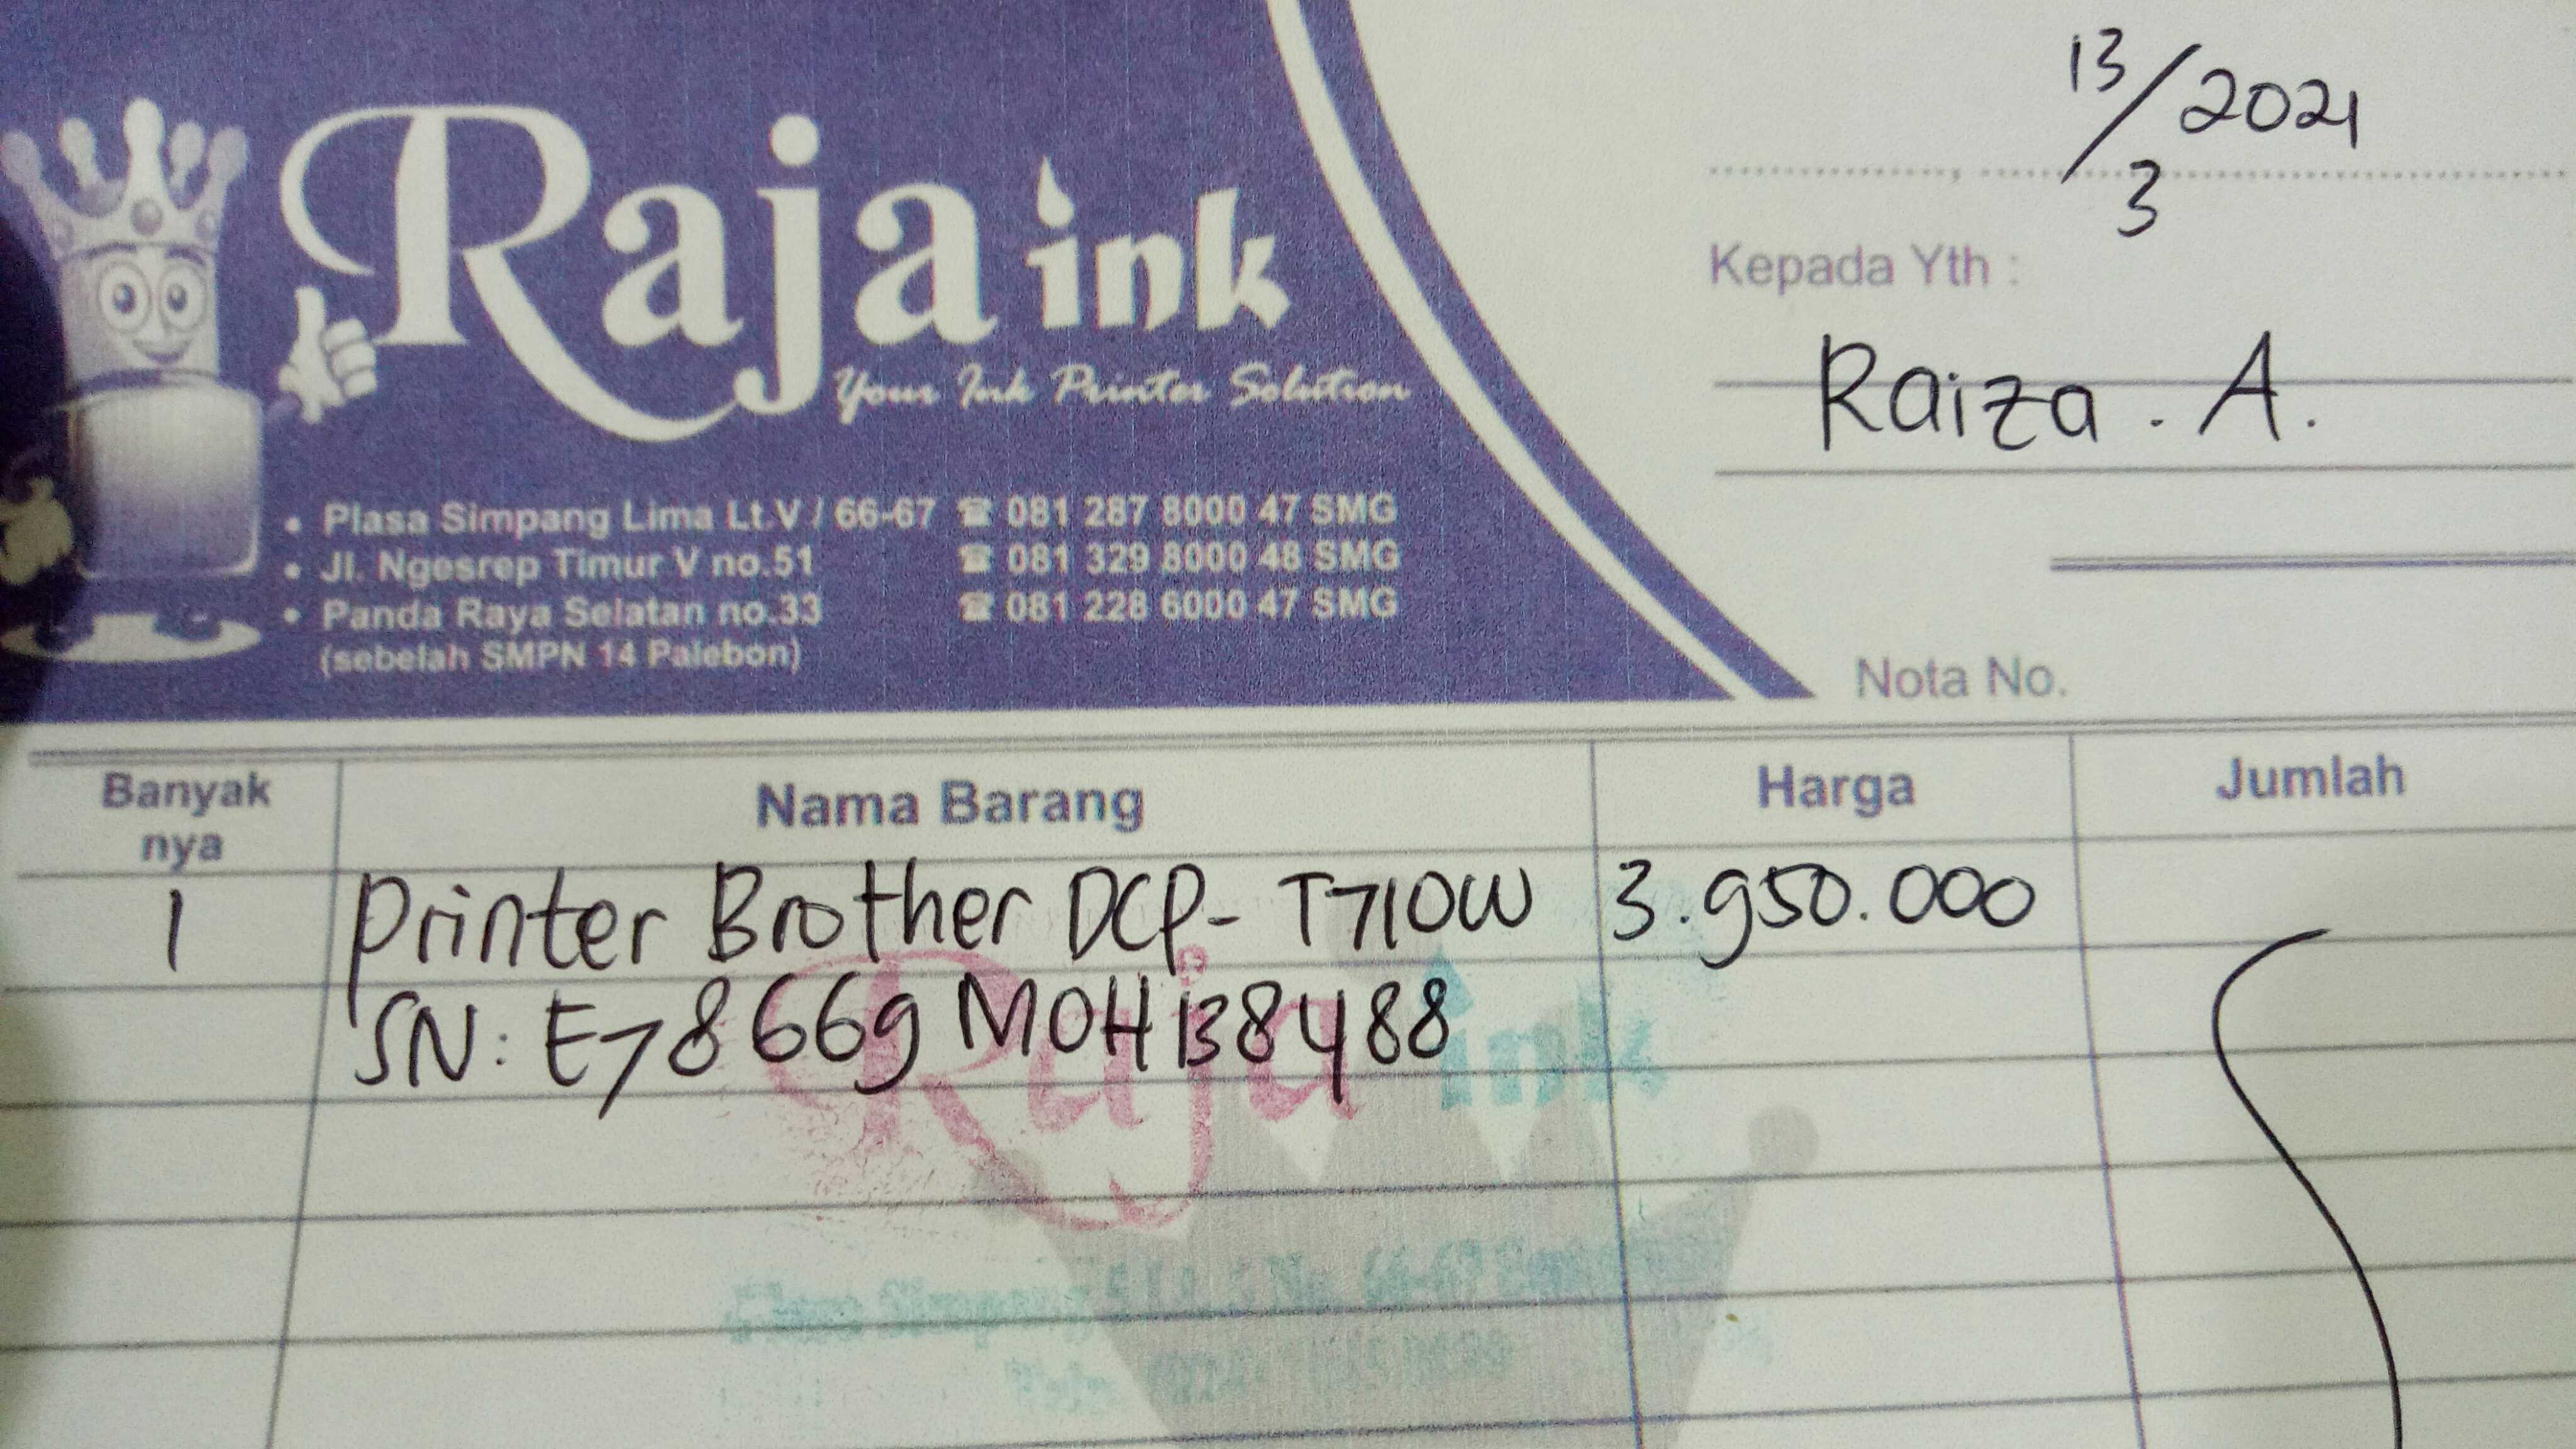 Raja ink
Your Ink Printer Solution
• Plasa Simpang Lima Lt.V / 66-67 ☎ 081 287 8000 47 SMG
• Jl. Ngesrep Timur V no.51 ☎ 081 329 8000 48 SMG
• Panda Raya Selatan no.33 ☎ 081 228 6000 47 SMG
(sebelah SMPN 14 Palebon)
13/3 2021
Kepada Yth :
Raiza . A.
Nota No.
Banyak nya Nama Barang Harga Jumlah
1 Printer Brother DCP- T710W 3.950.000
SN: E78669M0H138488
Raja ink